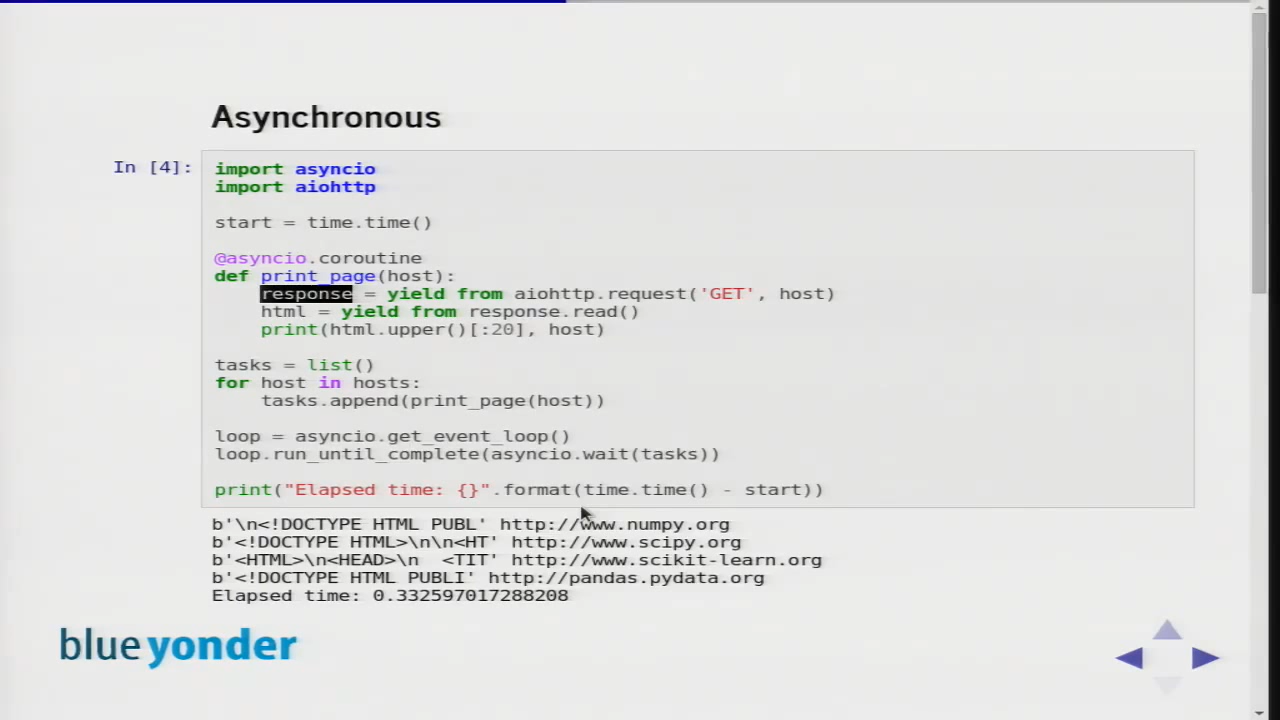 Asynchronous
In [4]:
import asyncio
import aiohttp
start = time.time()
@asyncio.coroutine
def print_page(host):
    response = yield from aiohttp.request('GET', host)
    html = yield from response.read()
    print(html.upper()[:20], host)
tasks = list()
for host in hosts:
    tasks.append(print_page(host))
loop = asyncio.get_event_loop()
loop.run_until_complete(asyncio.wait(tasks))
print("Elapsed time: {}".format(time.time() - start))
b'\n<!DOCTYPE HTML PUBL' http://www.numpy.org
b'<!DOCTYPE HTML>\n\n<HT' http://www.scipy.org
b'<HTML>\n<HEAD>\n  <TIT' http://www.scikit-learn.org
b'<!DOCTYPE HTML PUBLI' http://pandas.pydata.org
Elapsed time: 0.332597017288208
blueyonder